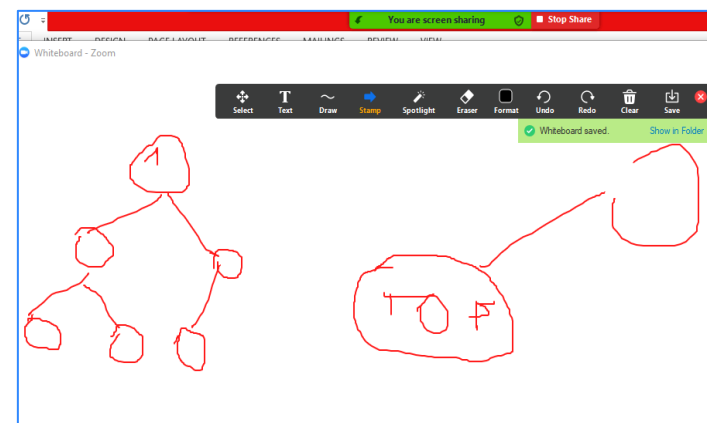 You are screen sharing Stop Share
INSERT DESIGN PAGE LAYOUT REFERENCES MAILINGS REVIEW VIEW
Whiteboard - Zoom
Select Text Draw Stamp Spotlight Eraser Format Undo Redo Clear Save
Whiteboard saved. Show in Folder
1
T O F